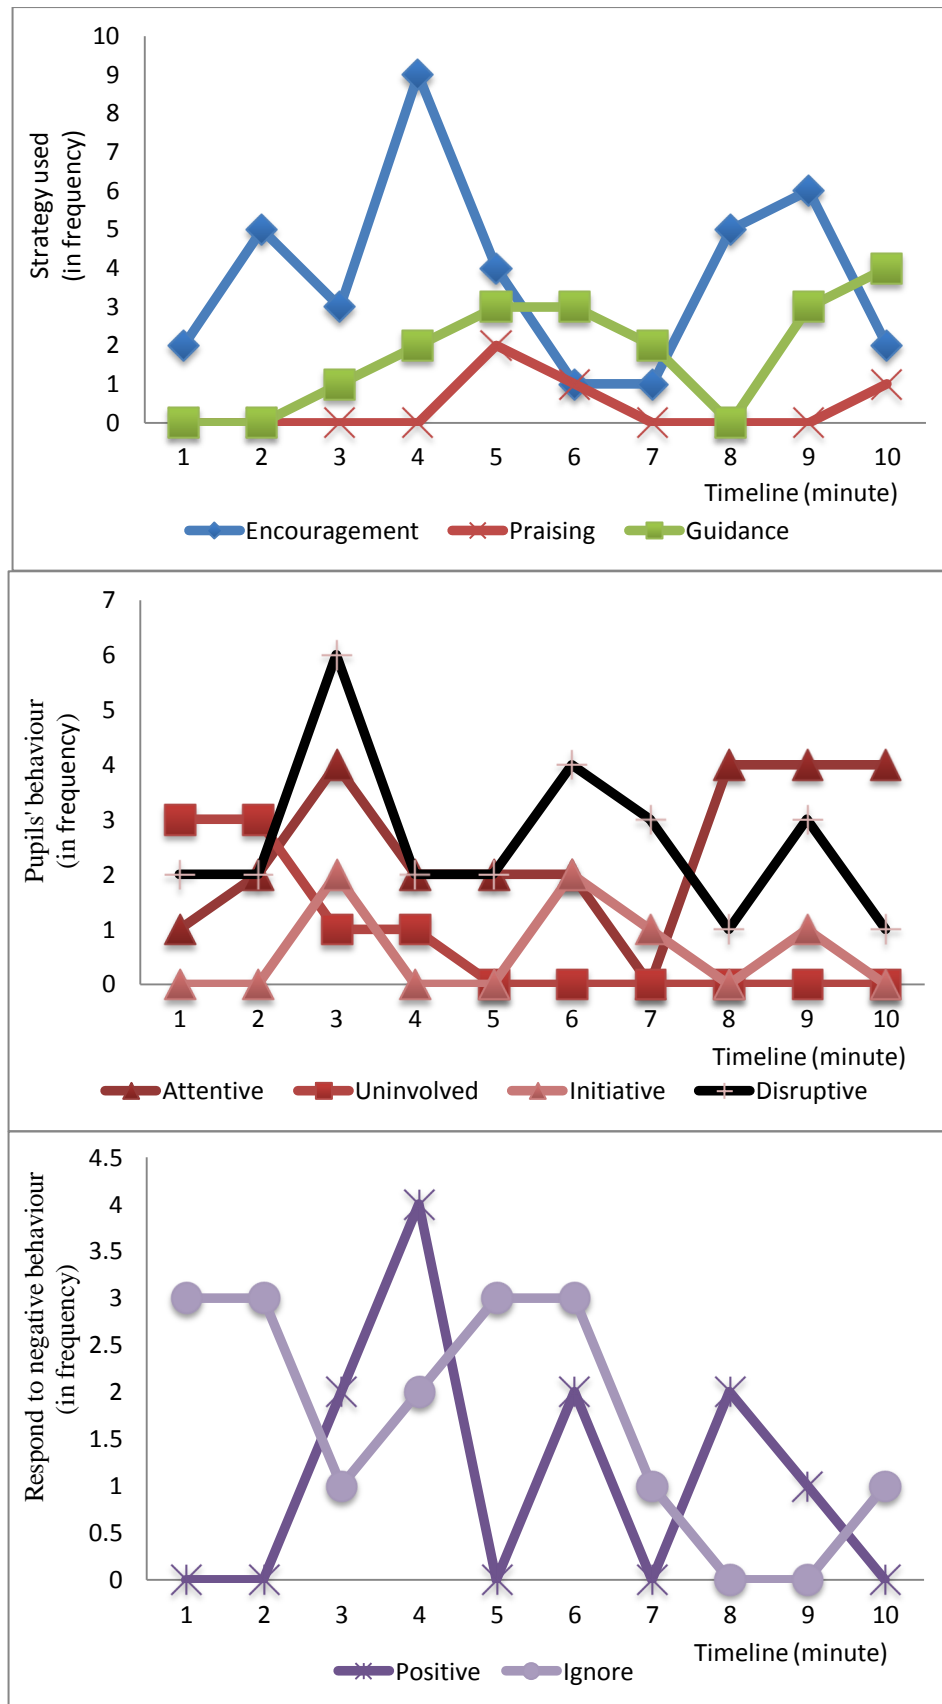 10
9
8
7
6
5
4
3
2
1
0
Strategy used
(in frequency)
1 2 3 4 5 6 7 8 9 10
Timeline (minute)
Encouragement Praising Guidance
7
6
5
4
3
2
1
0
Pupils' behaviour
(in frequency)
1 2 3 4 5 6 7 8 9 10
Timeline (minute)
Attentive Uninvolved Initiative Disruptive
4.5
4
3.5
3
2.5
2
1.5
1
0.5
0
Respond to negative behaviour
(in frequency)
1 2 3 4 5 6 7 8 9 10
Timeline (minute)
Positive Ignore